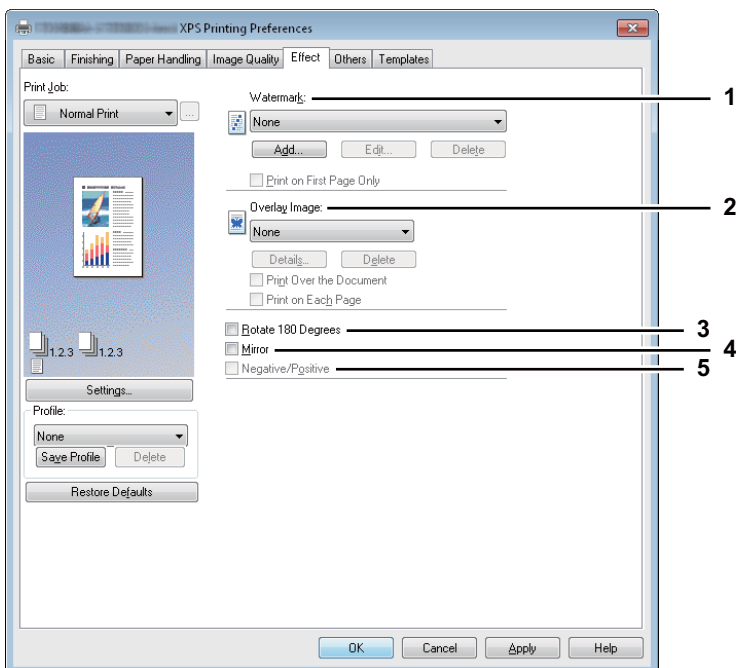 XPS Printing Preferences
Basic Finishing Paper Handling Image Quality Effect Others Templates
Print Job:
Normal Print
...
1.2.3 1.2.3
Settings...
Profile:
None
Save Profile Delete
Restore Defaults
Watermark: 1
None
Add... Edit... Delete
Print on First Page Only
Overlay Image: 2
None
Details... Delete
Print Over the Document
Print on Each Page
Rotate 180 Degrees 3
Mirror 4
Negative/Positive 5
OK Cancel Apply Help